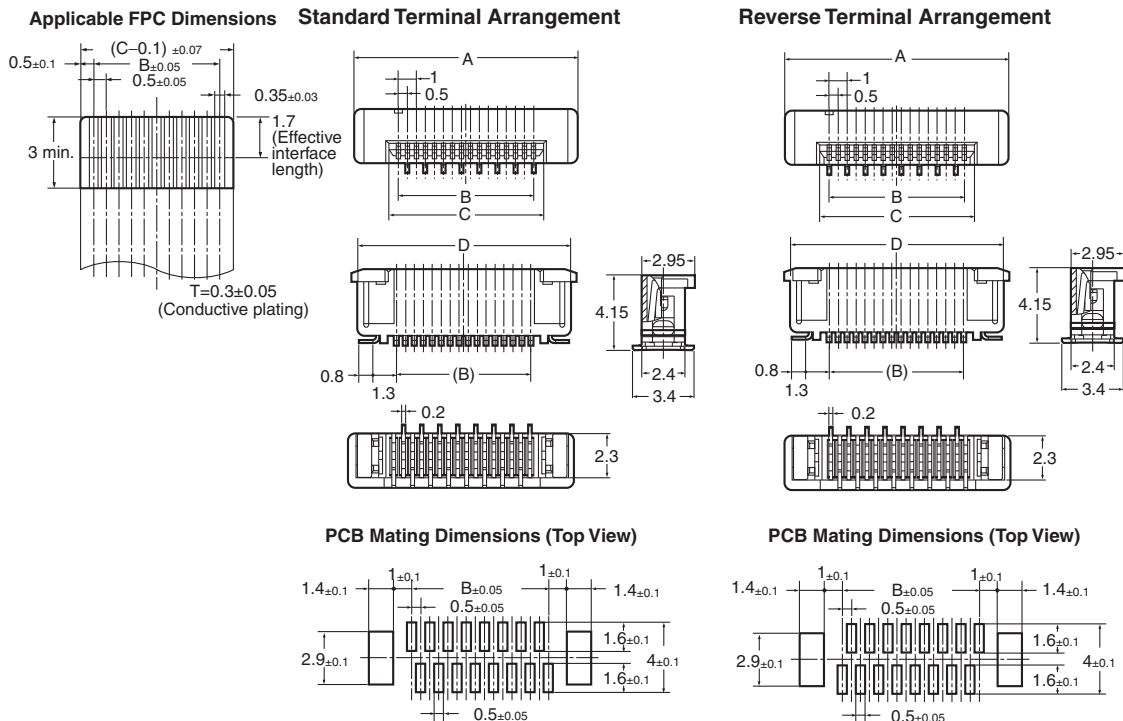 Applicable FPC Dimensions
(C–0.1) ±0.07
0.5±0.1
B±0.05
0.5±0.05
0.35±0.03
1.7
(Effective
interface
length)
3 min.
T=0.3±0.05
(Conductive plating)
Standard Terminal Arrangement
A
1
0.5
B
C
D
2.95
4.15
0.8
1.3
(B)
2.4
3.4
0.2
2.3
PCB Mating Dimensions (Top View)
1.4±0.1
1±0.1
B±0.05
1±0.1
1.4±0.1
0.5±0.05
2.9±0.1
1.6±0.1
4±0.1
1.6±0.1
0.5±0.05
Reverse Terminal Arrangement
A
1
0.5
B
C
D
2.95
4.15
0.8
1.3
(B)
2.4
3.4
0.2
2.3
PCB Mating Dimensions (Top View)
1.4±0.1
1±0.1
B±0.05
1±0.1
1.4±0.1
0.5±0.05
2.9±0.1
1.6±0.1
4±0.1
1.6±0.1
0.5±0.05